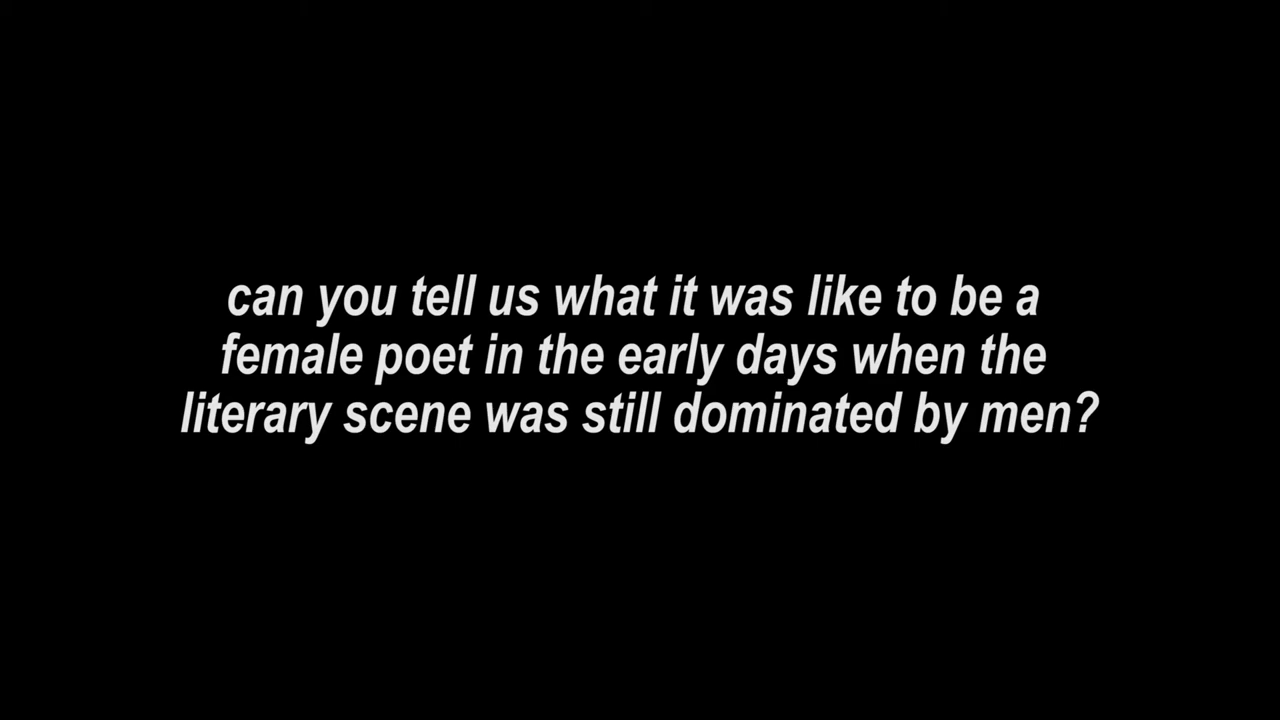 can you tell us what it was like to be a
female poet in the early days when the
literary scene was still dominated by men?